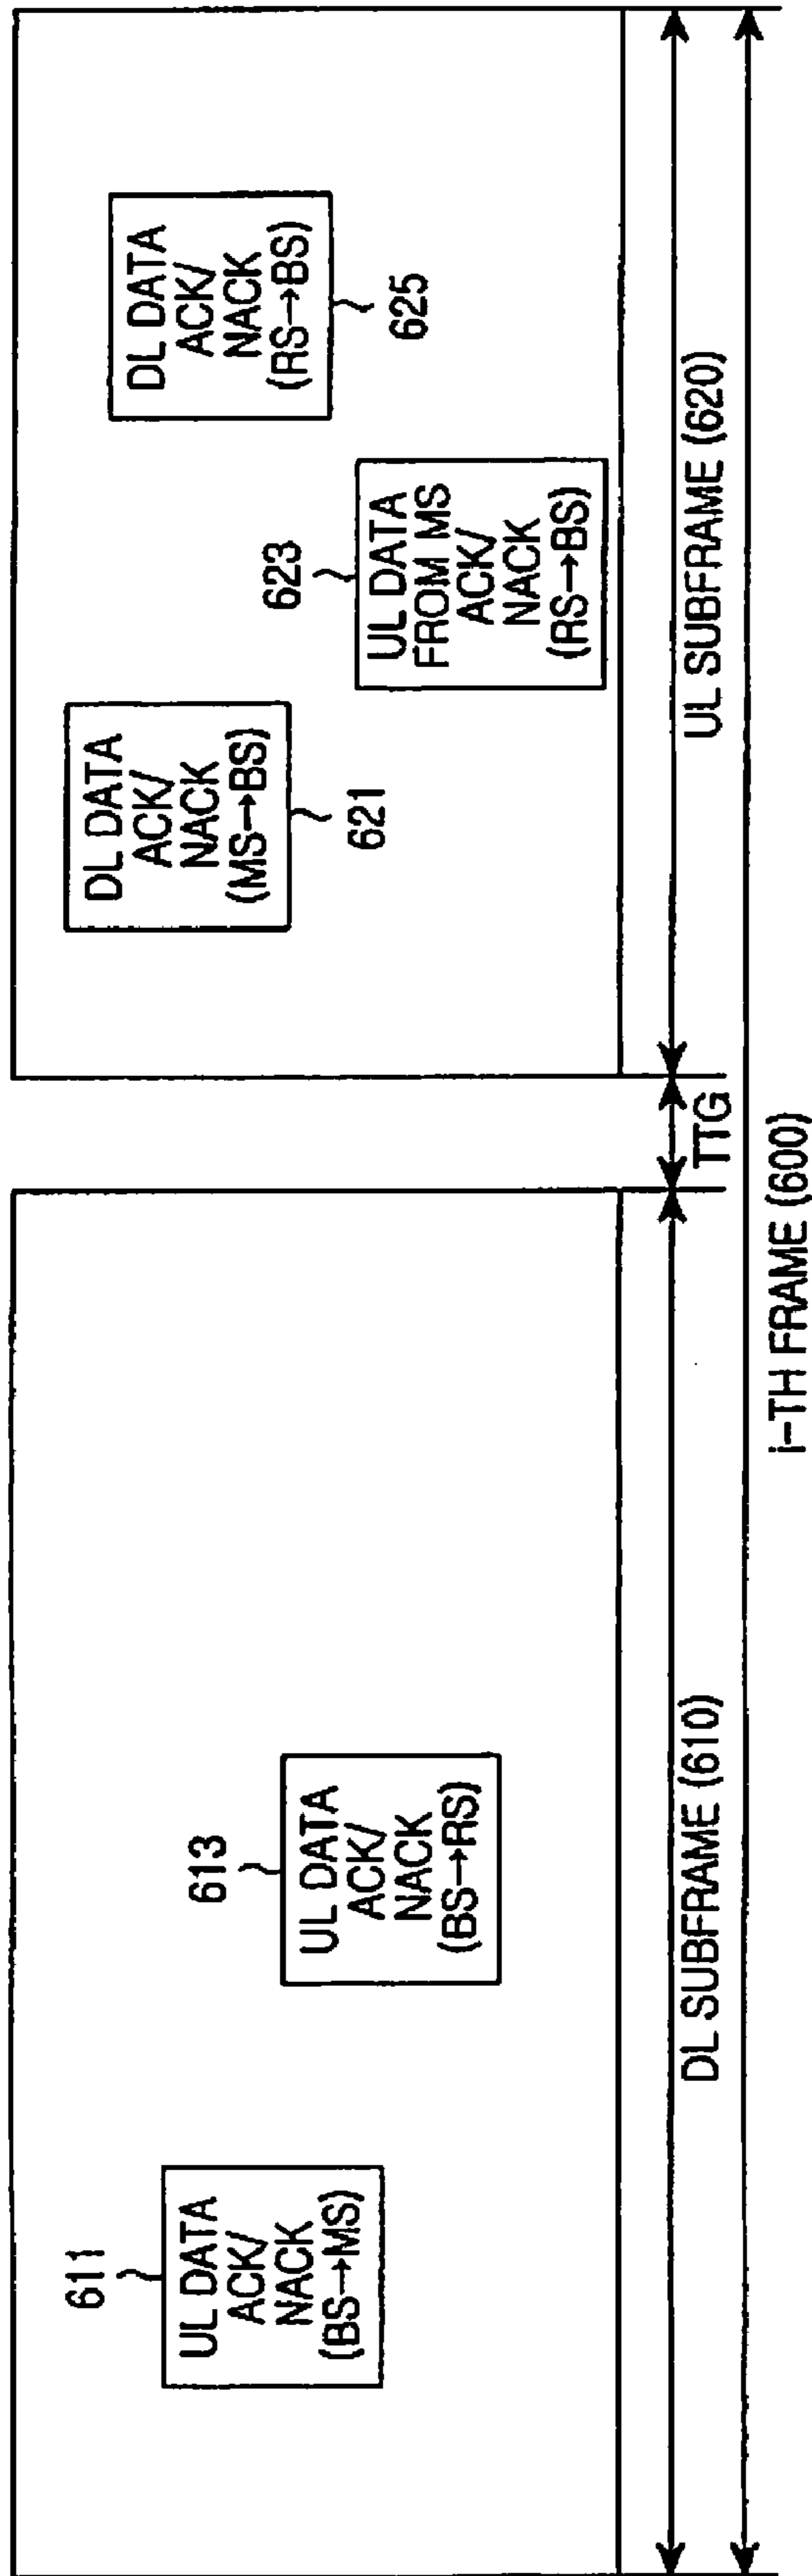 611
UL DATA
ACK/
NACK
(BS→MS)
613
UL DATA
ACK/
NACK
(BS→RS)
DL DATA
ACK/
NACK
(MS→BS)
621
623
UL DATA
FROM MS
ACK/
NACK
(RS→BS)
DL DATA
ACK/
NACK
(RS→BS)
625
DL SUBFRAME (610)
TTG
UL SUBFRAME (620)
i-TH FRAME (600)